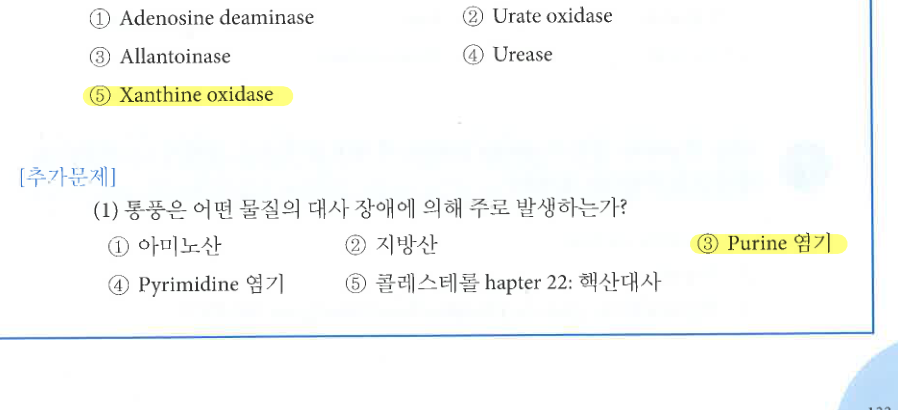 ① Adenosine deaminase ② Urate oxidase
③ Allantoinase ④ Urease
⑤ Xanthine oxidase
[추가문제]
(1) 통풍은 어떤 물질의 대사 장애에 의해 주로 발생하는가?
① 아미노산 ② 지방산 ③ Purine 염기
④ Pyrimidine 염기 ⑤ 콜레스테롤 hapter 22: 핵산대사